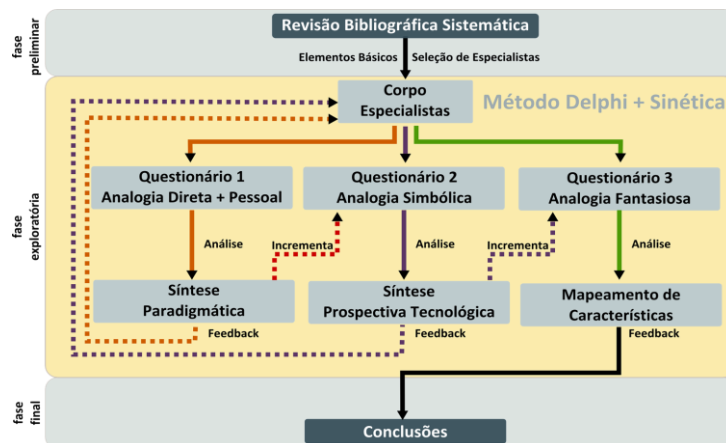 Revisão Bibliográfica Sistemática
fase
preliminar
Elementos Básicos
Seleção de Especialistas
Corpo
Especialistas
Método Delphi + Sinética
fase
exploratória
Questionário 1
Analogia Direta + Pessoal
Questionário 2
Analogia Simbólica
Questionário 3
Analogia Fantasiosa
Análise
Incrementa
Análise
Incrementa
Análise
Síntese
Paradigmática
Síntese
Prospectiva Tecnológica
Mapeamento de
Características
Feedback
Feedback
Feedback
fase
final
Conclusões